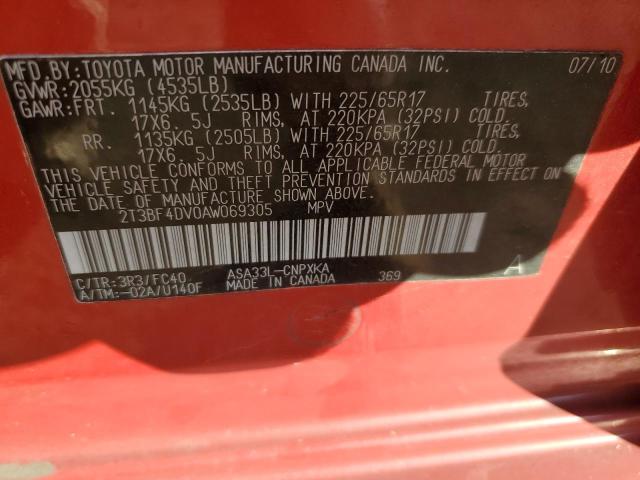 MFD.BY:TOYOTA MOTOR MANUFACTURING CANADA INC. 07/10
GVWR:2055KG (4535LB)
GAWR:FRT. 1145KG (2535LB) WITH 225/65R17 TIRES,
17X6.5J RIMS, AT 220KPA (32PSI) COLD.
RR. 1135KG (2505LB) WITH 225/65R17 TIRES,
17X6.5J RIMS, AT 220KPA (32PSI) COLD.
THIS VEHICLE CONFORMS TO ALL APPLICABLE FEDERAL MOTOR
VEHICLE SAFETY AND THEFT PREVENTION STANDARDS IN EFFECT ON
THE DATE OF MANUFACTURE SHOWN ABOVE.
2T3BF4DV0AW069305 MPV
C/TR:3R3/FC40 ASA33L-CNPXKA 369 A
A/TM:-02A/U140F MADE IN CANADA